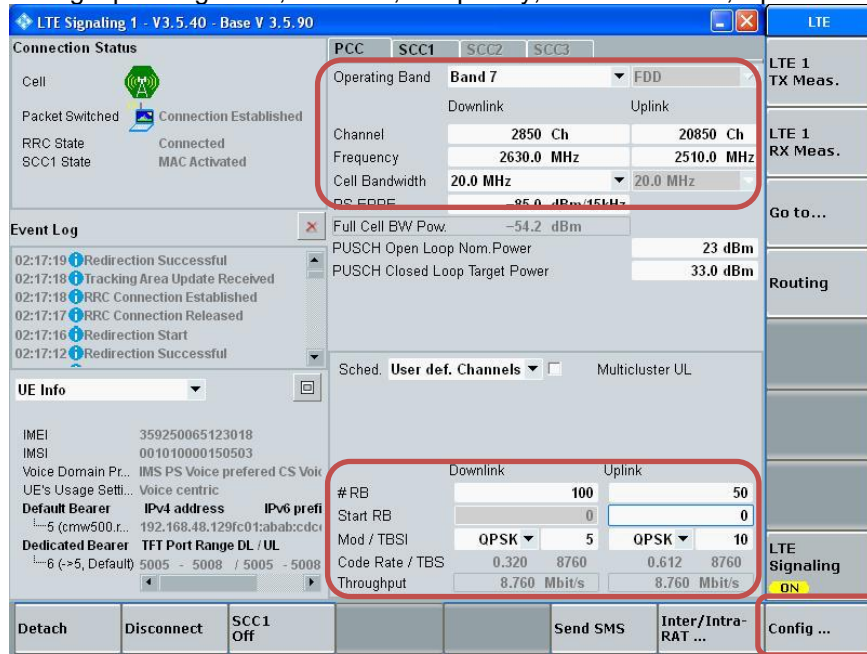 LTE Signaling 1 - V3.5.40 - Base V 3.5.90
LTE
Connection Status
Cell
Packet Switched Connection Established
RRC State Connected
SCC1 State MAC Activated
PCC SCC1 SCC2 SCC3
Operating Band Band 7 FDD
Downlink Uplink
Channel 2850 Ch 20850 Ch
Frequency 2630.0 MHz 2510.0 MHz
Cell Bandwidth 20.0 MHz 20.0 MHz
RS EPRE -85.0 dBm/15kHz
Full Cell BW Pow. -54.2 dBm
PUSCH Open Loop Nom.Power 23 dBm
PUSCH Closed Loop Target Power 33.0 dBm
Event Log
02:17:19 Redirection Successful
02:17:18 Tracking Area Update Received
02:17:18 RRC Connection Established
02:17:17 RRC Connection Released
02:17:16 Redirection Start
02:17:12 Redirection Successful
Sched. User def. Channels Multicluster UL
UE Info
IMEI 359250065123018
IMSI 001010000150503
Voice Domain Pr... IMS PS Voice prefered CS Voic
UE's Usage Setti... Voice centric
Default Bearer IPv4 address IPv6 prefi
5 (cmw500.r... 192.168.48.129fc01:abab:cdc
Dedicated Bearer TFT Port Range DL / UL
6 (->5, Default) 5005 - 5008 / 5005 - 5008
Downlink Uplink
# RB 100 50
Start RB 0 0
Mod / TBSI QPSK 5 QPSK 10
Code Rate / TBS 0.320 8760 0.612 8760
Throughput 8.760 Mbit/s 8.760 Mbit/s
LTE 1
TX Meas.
LTE 1
RX Meas.
Go to...
Routing
LTE
Signaling
ON
Detach
Disconnect
SCC1
Off
Send SMS
Inter/Intra-
RAT ...
Config ...